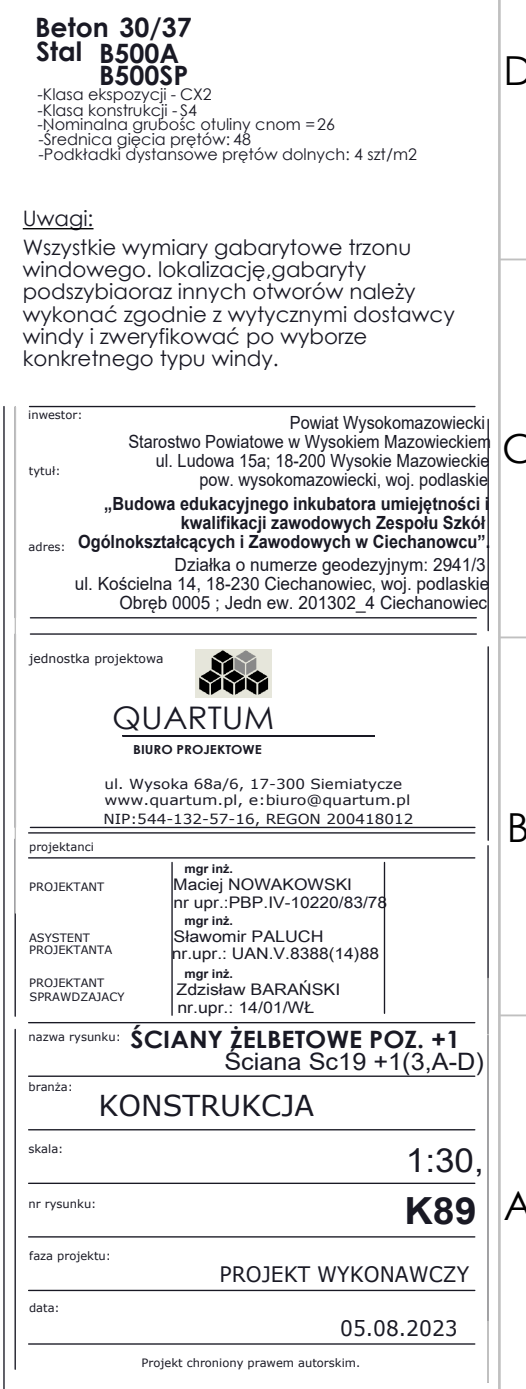 Beton 30/37
Stal B500A
B500SP
-Klasa ekspozycji - CX2
-Klasa konstrukcji - S4
-Nominalna grubośc otuliny cnom =26
-Średnica gięcia prętów: 48
-Podkładki dystansowe prętów dolnych: 4 szt/m2
Uwagi:
Wszystkie wymiary gabarytowe trzonu
windowego. lokalizację,gabaryty
podszybiaoraz innych otworów należy
wykonać zgodnie z wytycznymi dostawcy
windy i zweryfikować po wyborze
konkretnego typu windy.
inwestor:
Powiat Wysokomazowiecki
Starostwo Powiatowe w Wysokiem Mazowieckiem
ul. Ludowa 15a; 18-200 Wysokie Mazowieckie
pow. wysokomazowiecki, woj. podlaskie
tytuł:
„Budowa edukacyjnego inkubatora umiejętności i
kwalifikacji zawodowych Zespołu Szkół
Ogólnokształcących i Zawodowych w Ciechanowcu”.
adres:
Działka o numerze geodezyjnym: 2941/3
ul. Kościelna 14, 18-230 Ciechanowiec, woj. podlaskie
Obręb 0005 ; Jedn ew. 201302_4 Ciechanowiec
jednostka projektowa
QUARTUM
BIURO PROJEKTOWE
ul. Wysoka 68a/6, 17-300 Siemiatycze
www.quartum.pl, e:biuro@quartum.pl
NIP:544-132-57-16, REGON 200418012
projektanci
PROJEKTANT
mgr inż.
Maciej NOWAKOWSKI
nr upr.:PBP.IV-10220/83/78
ASYSTENT
PROJEKTANTA
mgr inż.
Sławomir PALUCH
nr.upr.: UAN.V.8388(14)88
PROJEKTANT
SPRAWDZAJACY
mgr inż.
Zdzisław BARAŃSKI
nr.upr.: 14/01/WŁ
nazwa rysunku: ŚCIANY ŻELBETOWE POZ. +1
Ściana Sc19 +1(3,A-D)
branża:
KONSTRUKCJA
skala:
1:30,
nr rysunku:
K89
faza projektu:
PROJEKT WYKONAWCZY
data:
05.08.2023
Projekt chroniony prawem autorskim.
D
C
B
A